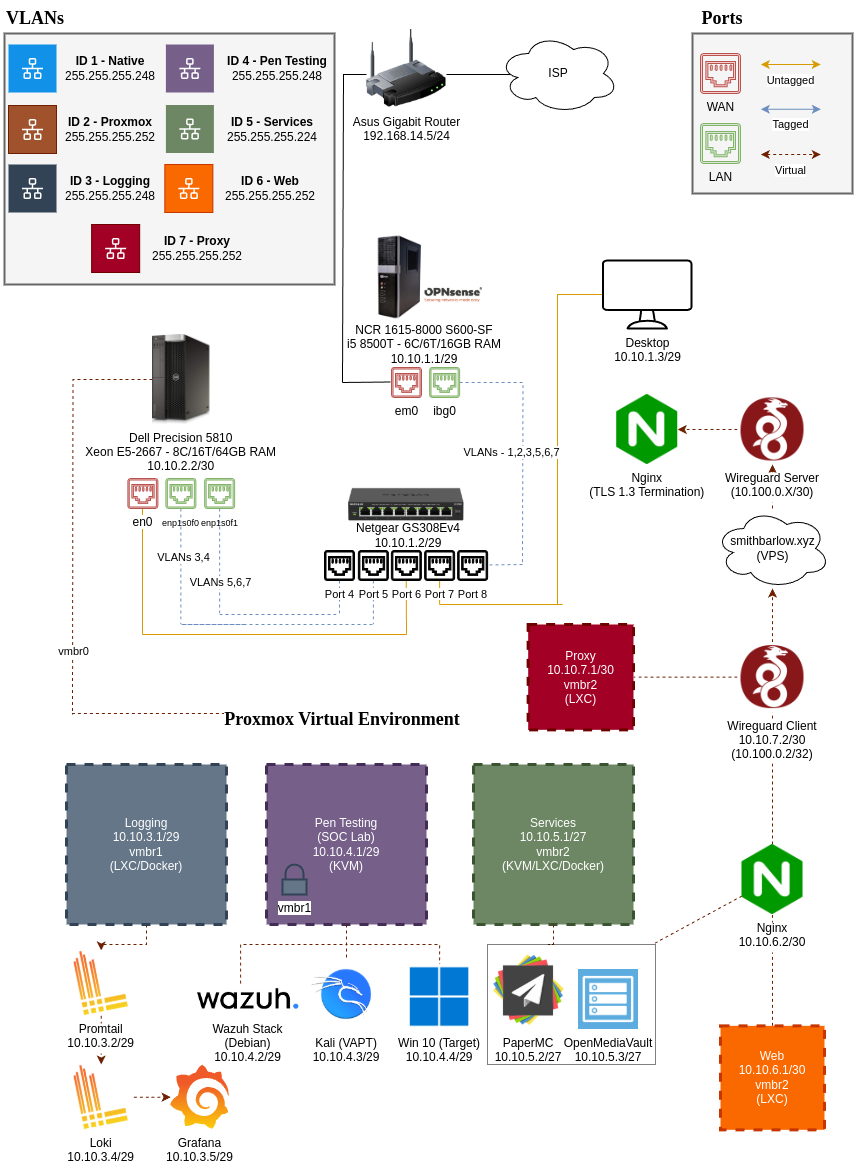 VLANs
ID 1 - Native
255.255.255.248
ID 4 - Pen Testing
255.255.255.248
ID 2 - Proxmox
255.255.255.252
ID 5 - Services
255.255.255.224
ID 3 - Logging
255.255.255.248
ID 6 - Web
255.255.255.252
ID 7 - Proxy
255.255.255.252
Asus Gigabit Router
192.168.14.5/24
ISP
Ports
WAN
LAN
Untagged
Tagged
Virtual
OPNsense
NCR 1615-8000 S600-SF
i5 8500T - 6C/6T/16GB RAM
10.10.1.1/29
em0
ibg0
Desktop
10.10.1.3/29
Dell Precision 5810
Xeon E5-2667 - 8C/16T/64GB RAM
10.10.2.2/30
en0
enp1s0f0
enp1s0f1
VLANs - 1,2,3,5,6,7
Nginx
(TLS 1.3 Termination)
Wireguard Server
(10.100.0.X/30)
Netgear GS308Ev4
10.10.1.2/29
Port 4
Port 5
Port 6
Port 7
Port 8
VLANs 3,4
VLANs 5,6,7
smithbarlow.xyz
(VPS)
vmbr0
Proxy
10.10.7.1/30
vmbr2
(LXC)
Wireguard Client
10.10.7.2/30
(10.100.0.2/32)
Proxmox Virtual Environment
Logging
10.10.3.1/29
vmbr1
(LXC/Docker)
Pen Testing
(SOC Lab)
10.10.4.1/29
(KVM)
vmbr1
Services
10.10.5.1/27
vmbr2
(KVM/LXC/Docker)
Nginx
10.10.6.2/30
Promtail
10.10.3.2/29
wazuh.
Wazuh Stack
(Debian)
10.10.4.2/29
Kali (VAPT)
10.10.4.3/29
Win 10 (Target)
10.10.4.4/29
PaperMC
10.10.5.2/27
OpenMediaVault
10.10.5.3/27
Web
10.10.6.1/30
vmbr2
(LXC)
Loki
10.10.3.4/29
Grafana
10.10.3.5/29